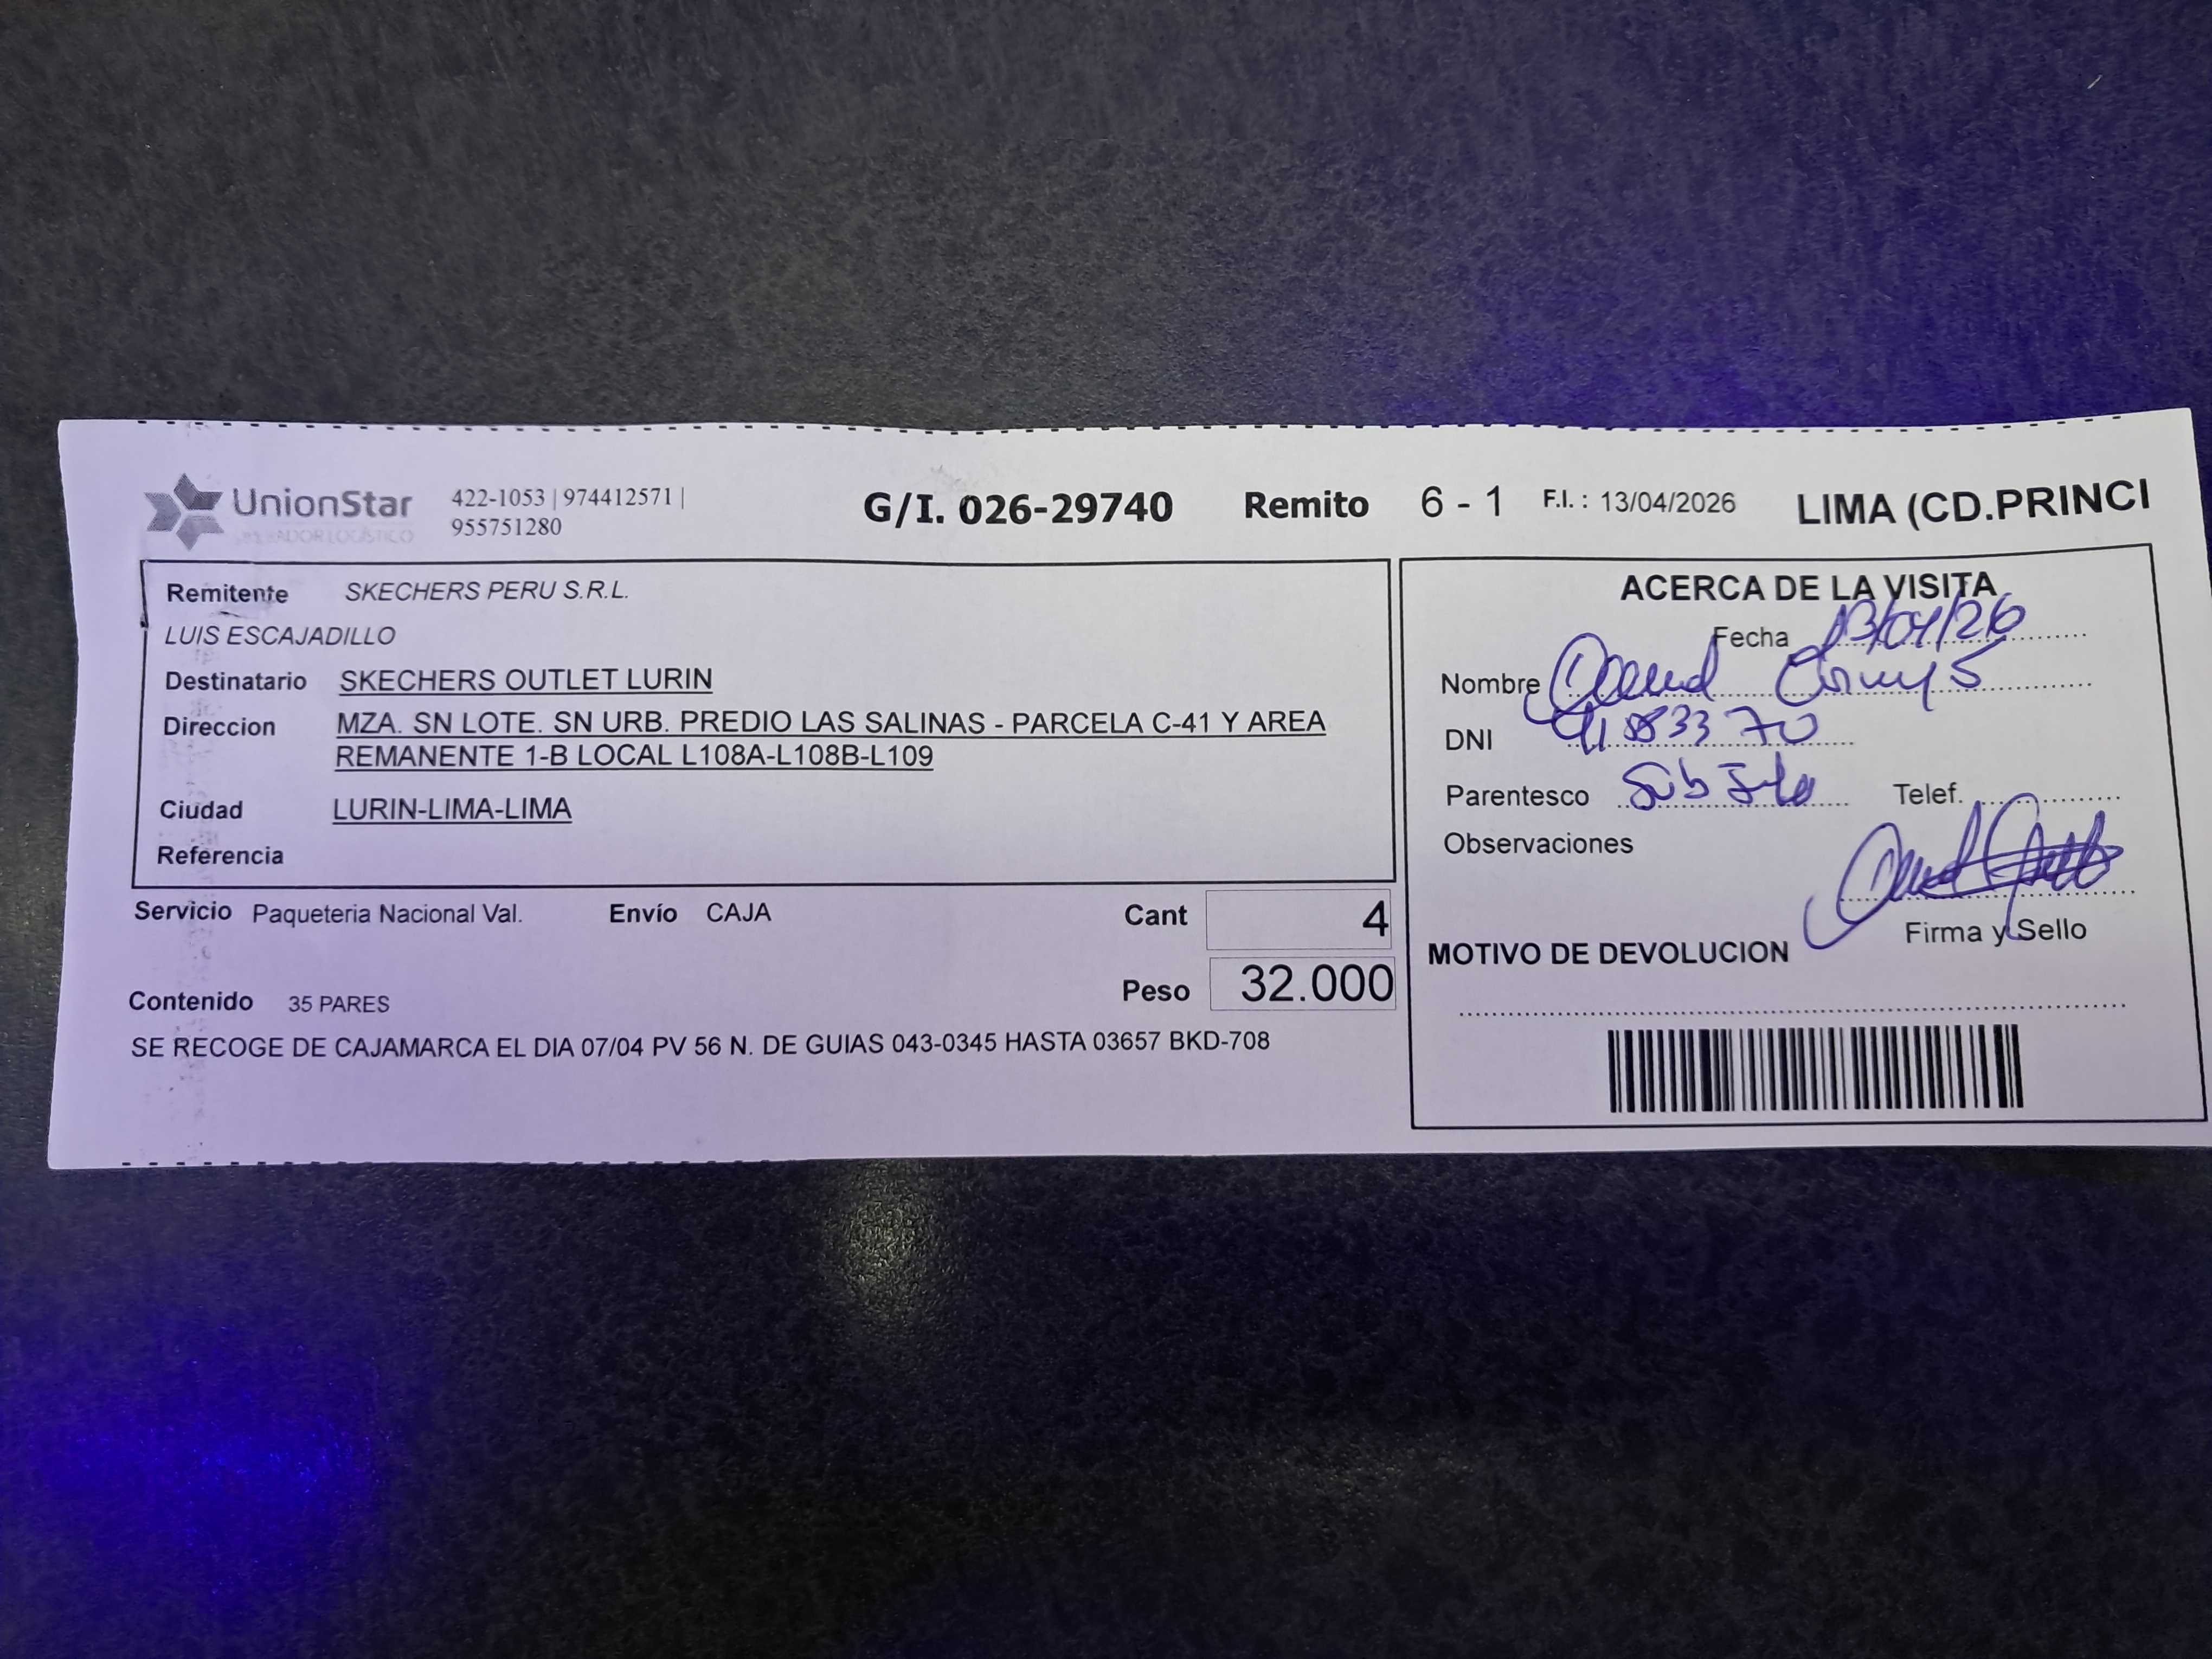 UnionStar
OPERADOR LOGÍSTICO
422-1053 | 974412571 |
955751280
G/I. 026-29740 Remito 6 - 1 F.I. : 13/04/2026 LIMA (CD.PRINCI
Remitente SKECHERS PERU S.R.L.
LUIS ESCAJADILLO
Destinatario SKECHERS OUTLET LURIN
Direccion MZA. SN LOTE. SN URB. PREDIO LAS SALINAS - PARCELA C-41 Y AREA
REMANENTE 1-B LOCAL L108A-L108B-L109
Ciudad LURIN-LIMA-LIMA
Referencia
Servicio Paqueteria Nacional Val. Envío CAJA Cant 4
Peso 32.000
Contenido 35 PARES
SE RECOGE DE CAJAMARCA EL DIA 07/04 PV 56 N. DE GUIAS 043-0345 HASTA 03657 BKD-708
ACERCA DE LA VISITA
Fecha 13/04/26
Nombre
DNI
Parentesco Sub
Telef.
Observaciones
Firma y Sello
MOTIVO DE DEVOLUCION